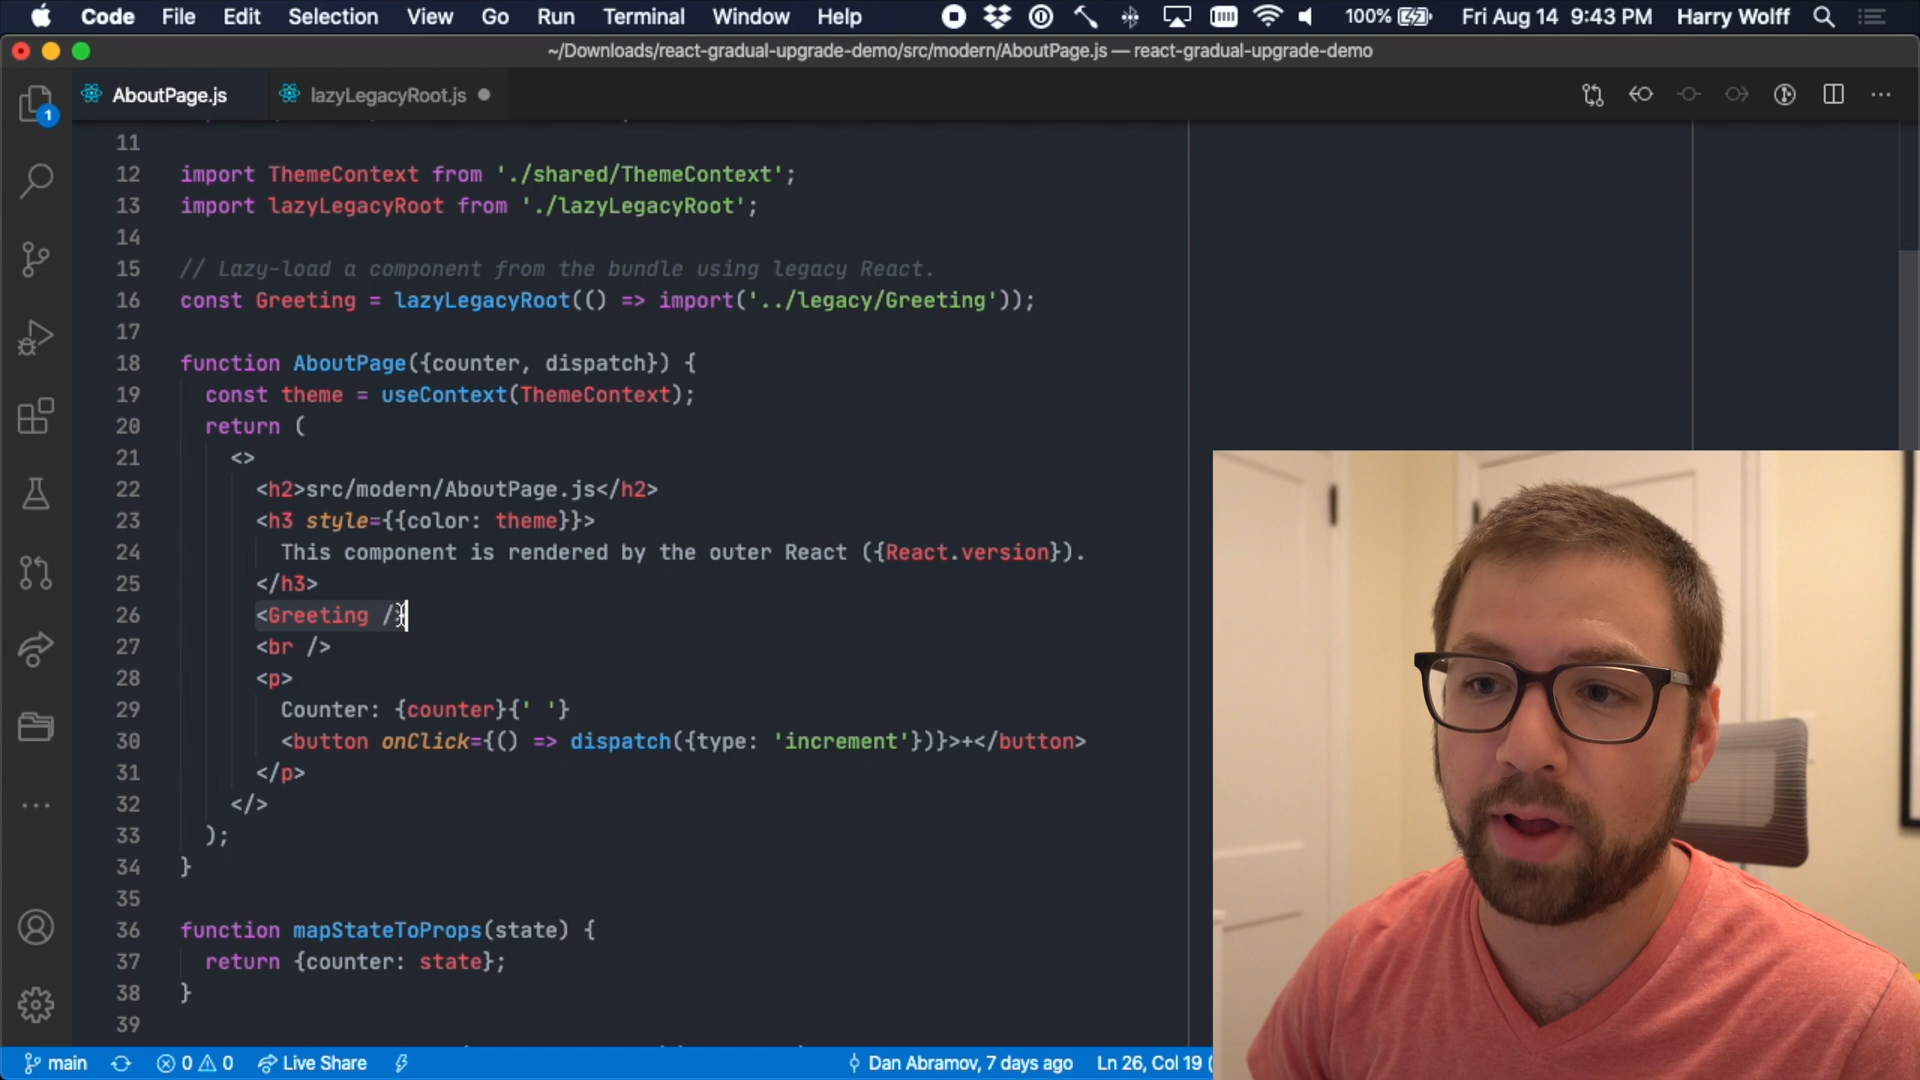 Code File Edit Selection View Go Run Terminal Window Help 100% Fri Aug 14 9:43 PM Harry Wolff
~/Downloads/react-gradual-upgrade-demo/src/modern/AboutPage.js — react-gradual-upgrade-demo
AboutPage.js lazyLegacyRoot.js
1
11
12 import ThemeContext from './shared/ThemeContext';
13 import lazyLegacyRoot from './lazyLegacyRoot';
14
15 // Lazy-load a component from the bundle using legacy React.
16 const Greeting = lazyLegacyRoot(() => import('../legacy/Greeting'));
17
18 function AboutPage({counter, dispatch}) {
19 const theme = useContext(ThemeContext);
20 return (
21 <>
22 <h2>src/modern/AboutPage.js</h2>
23 <h3 style={{color: theme}}>
24 This component is rendered by the outer React ({React.version}).
25 </h3>
26 <Greeting />
27 <br />
28 <p>
29 Counter: {counter}{' '}
30 <button onClick={() => dispatch({type: 'increment'})}>+</button>
31 </p>
32 </>
33 );
34 }
35
36 function mapStateToProps(state) {
37 return {counter: state};
38 }
39
main 0 0 Live Share Dan Abramov, 7 days ago Ln 26, Col 19 (